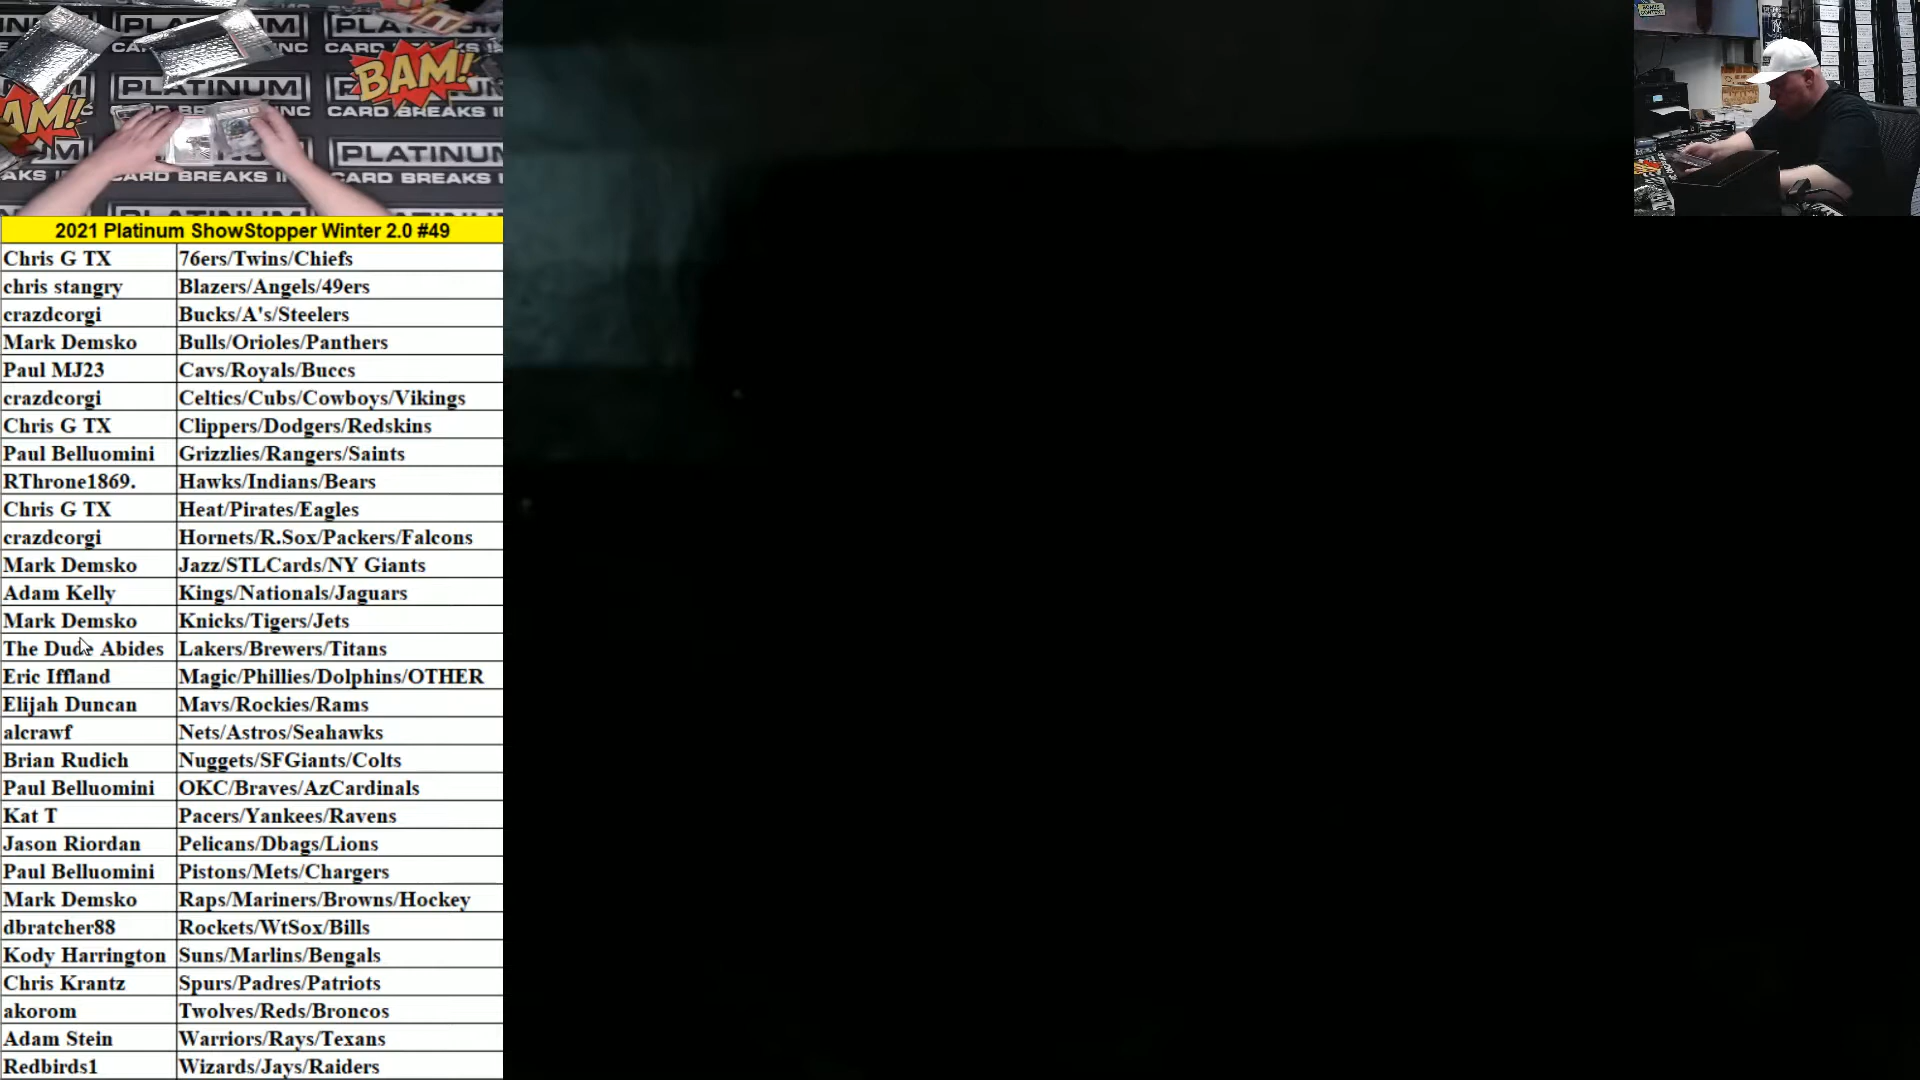 PLATINUM
CARD BREAKS INC
BAM!
PLATINUM
CARD BREAKS
PLATINUM
CARD BREAKS
2021 Platinum ShowStopper Winter 2.0 #49
Chris G TX 76ers/Twins/Chiefs
chris stangry Blazers/Angels/49ers
crazdcorgi Bucks/A's/Steelers
Mark Demsko Bulls/Orioles/Panthers
Paul MJ23 Cavs/Royals/Buccs
crazdcorgi Celtics/Cubs/Cowboys/Vikings
Chris G TX Clippers/Dodgers/Redskins
Paul Belluomini Grizzlies/Rangers/Saints
RThrone1869. Hawks/Indians/Bears
Chris G TX Heat/Pirates/Eagles
crazdcorgi Hornets/R.Sox/Packers/Falcons
Mark Demsko Jazz/STLCards/NY Giants
Adam Kelly Kings/Nationals/Jaguars
Mark Demsko Knicks/Tigers/Jets
The Dude Abides Lakers/Brewers/Titans
Eric Iffland Magic/Phillies/Dolphins/OTHER
Elijah Duncan Mavs/Rockies/Rams
alcrawf Nets/Astros/Seahawks
Brian Rudich Nuggets/SFGiants/Colts
Paul Belluomini OKC/Braves/AzCardinals
Kat T Pacers/Yankees/Ravens
Jason Riordan Pelicans/Dbags/Lions
Paul Belluomini Pistons/Mets/Chargers
Mark Demsko Raps/Mariners/Browns/Hockey
dbratcher88 Rockets/WtSox/Bills
Kody Harrington Suns/Marlins/Bengals
Chris Krantz Spurs/Padres/Patriots
akorom Twolves/Reds/Broncos
Adam Stein Warriors/Rays/Texans
Redbirds1 Wizards/Jays/Raiders